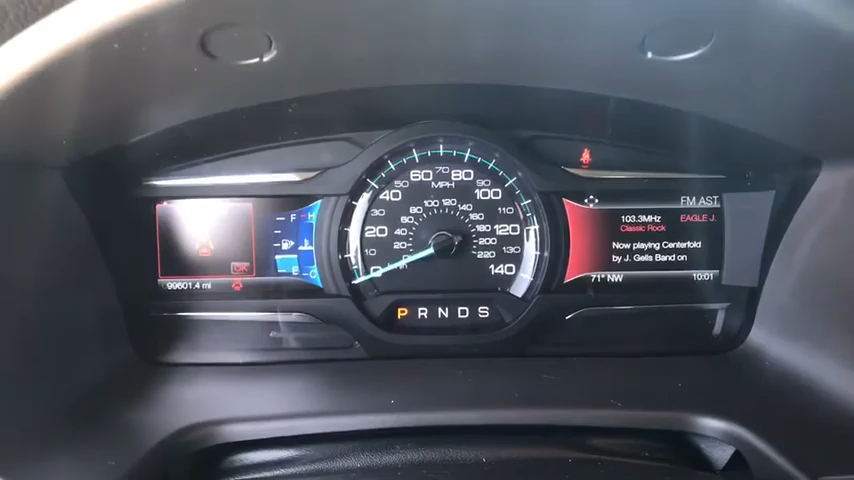 F H
E C
OK
99601.4 mi
0 10 20 30 40 50 60 70 80 90 100 110 120 130 140
MPH
40 60 80 100 120 140 160 180 200 220
P R N D S
FM AST
103.3MHz EAGLE J.
Classic Rock
Now playing Centerfold
by J. Geils Band on
71° NW 10:01